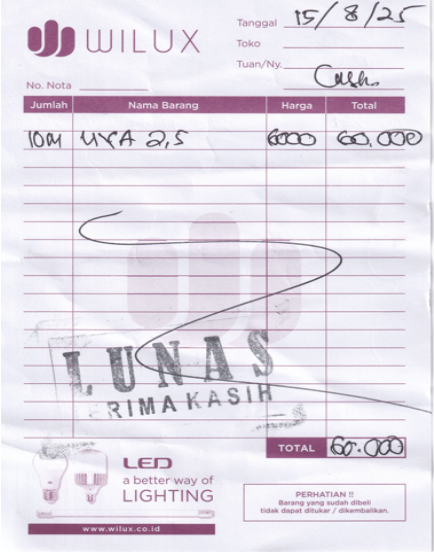 WILUX
Tanggal 15/8/25
Toko
Tuan/Ny. Cash
No. Nota
Jumlah Nama Barang Harga Total
10M NYA 2,5 6000 60.000
LUNAS
ERIMA KASIH
TOTAL 60.000
LED
a better way of
LIGHTING
www.wilux.co.id
PERHATIAN !!
Barang yang sudah dibeli
tidak dapat ditukar / dikembalikan.